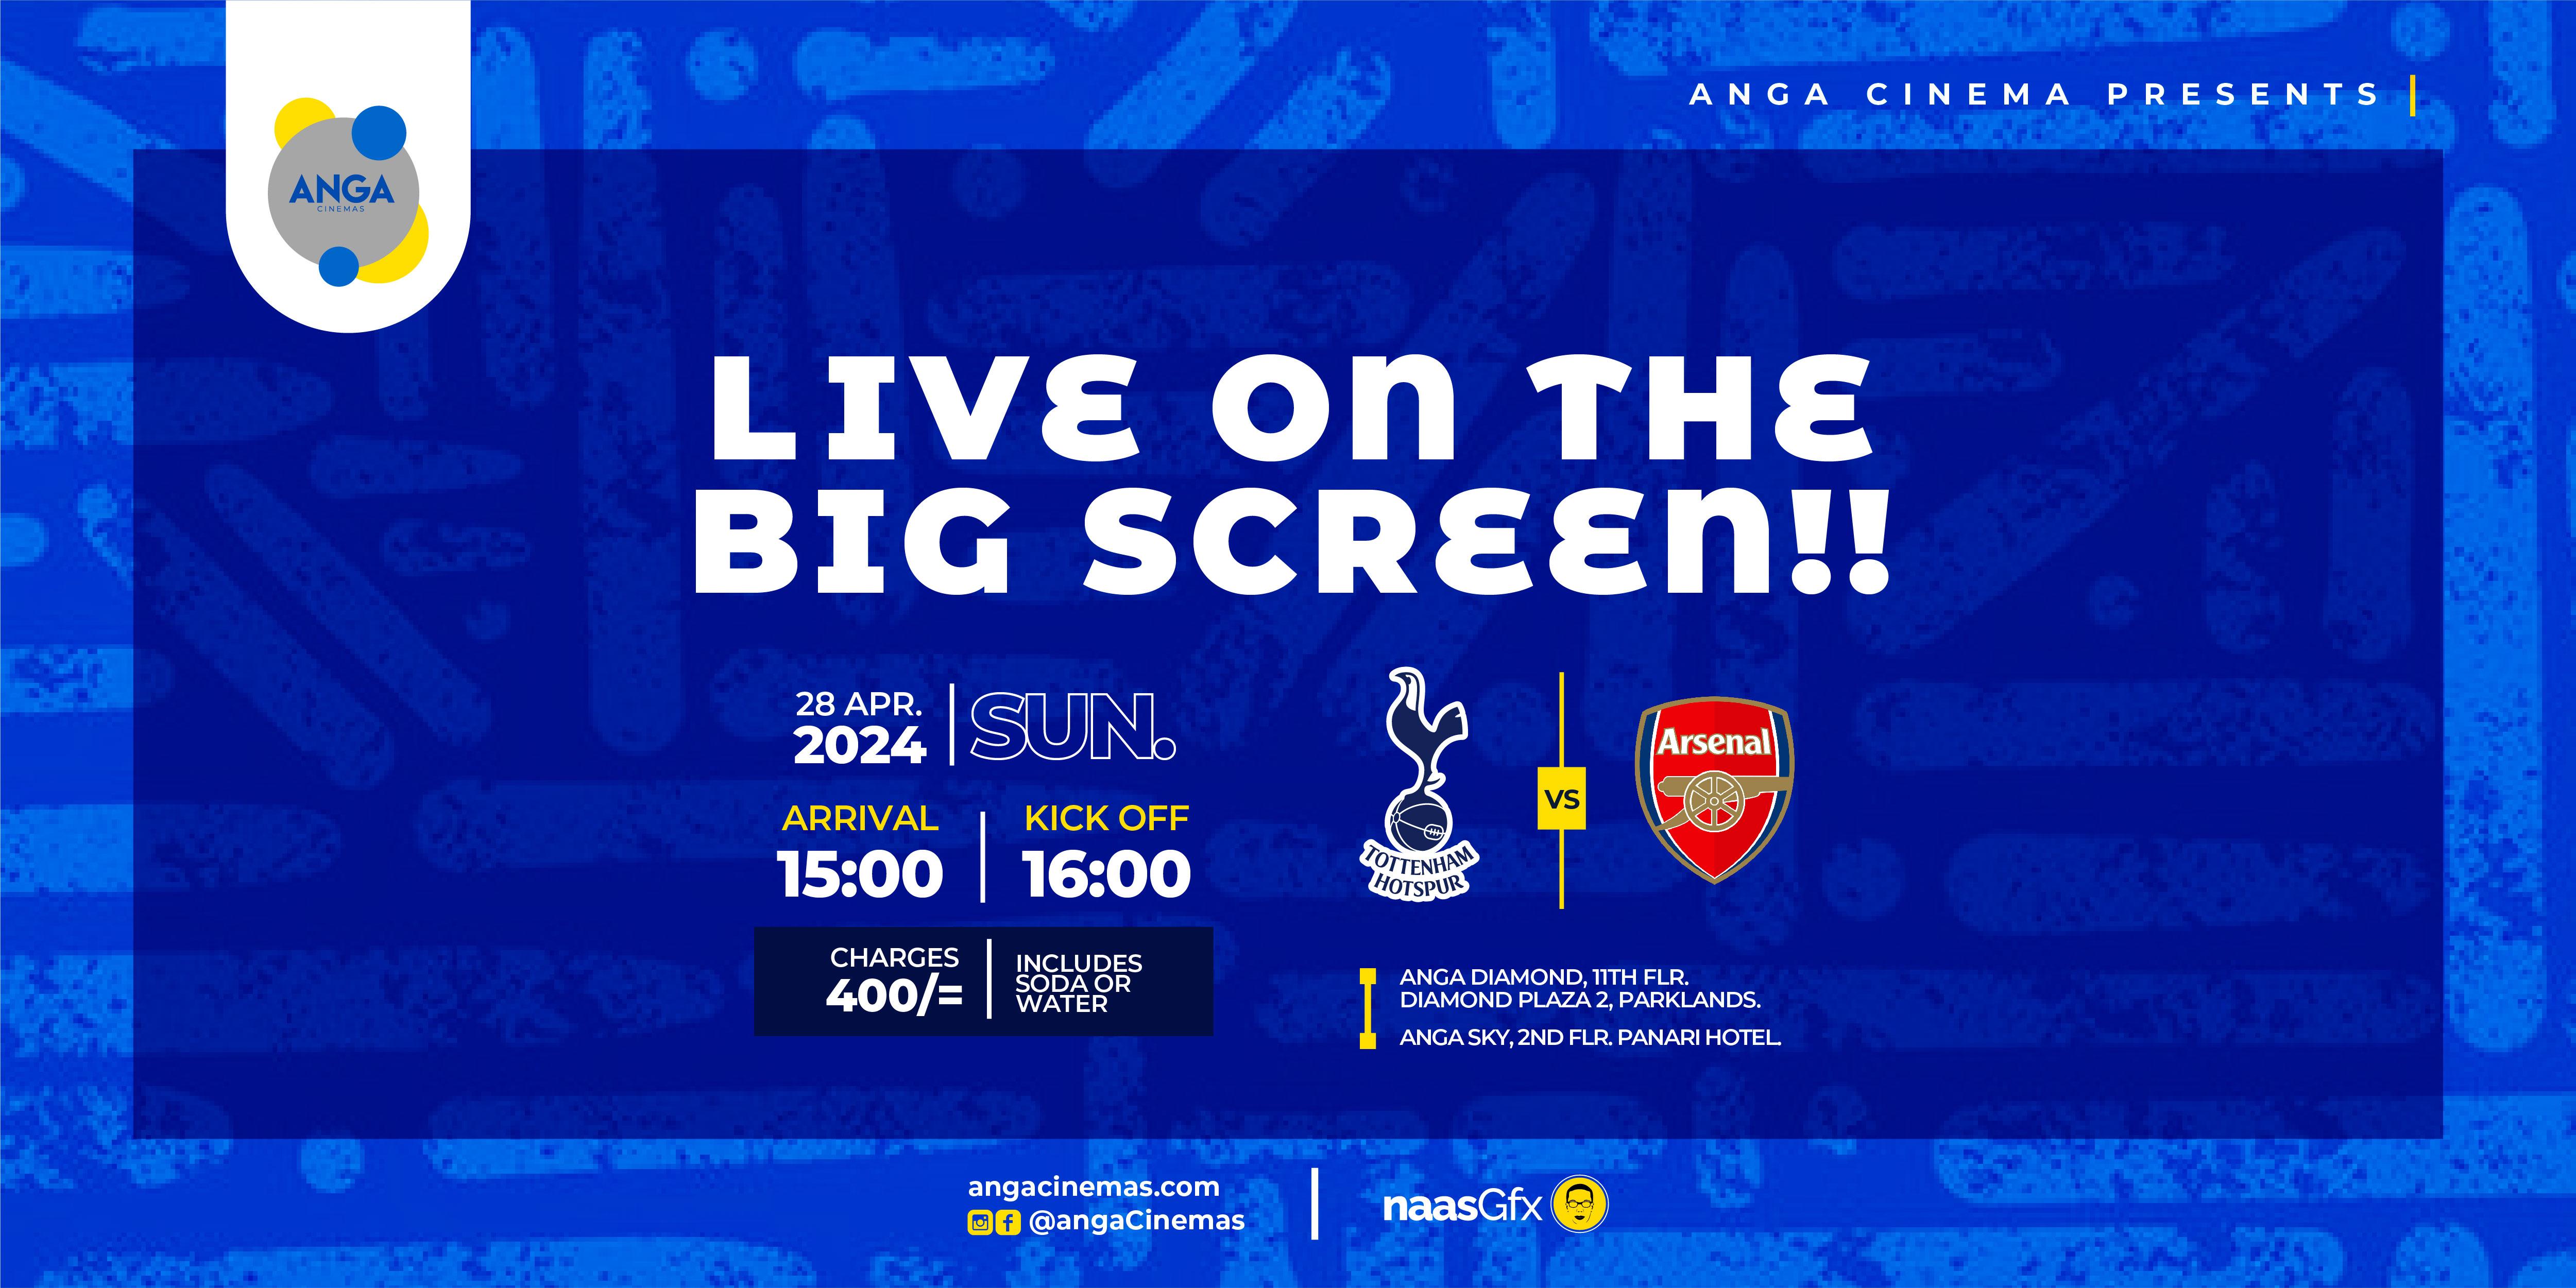 ANGA CINEMA PRESENTS
ANGA
CINEMAS
LIVE ON THE
BIG SCREEN!!
28 APR.
2024
SUN.
ARRIVAL
15:00
KICK OFF
16:00
CHARGES
400/=
INCLUDES
SODA OR
WATER
TOTTENHAM
HOTSPUR
VS
Arsenal
ANGA DIAMOND, 11TH FLR.
DIAMOND PLAZA 2, PARKLANDS.
ANGA SKY, 2ND FLR. PANARI HOTEL.
angacinemas.com
@angaCinemas
naasGfx